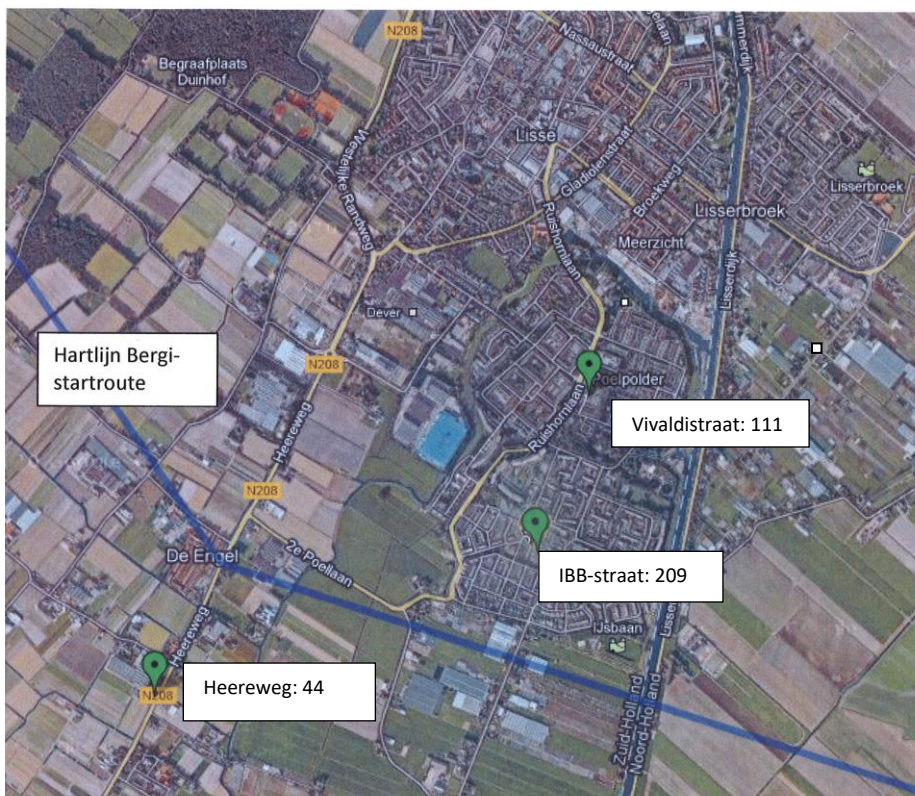 N208
Begraafplaats
Duinhof
Nassaustraat
Lisse
Westelijke Randweg
Gladiolenstraat
Broekweg
Lisserbroek
Lisserbroek
Ruishornlaan
Meerzicht
Lisserdijk
Dever
Hartlijn Bergi-
startroute
N208
Poelpolder
Heereweg
Ruishornlaan
Vivaldistraat: 111
N208
De Engel
2e Poellaan
IBB-straat: 209
IJsbaan
Heereweg
Heereweg: 44
N208
Zuid-Holland
Noord-Holland